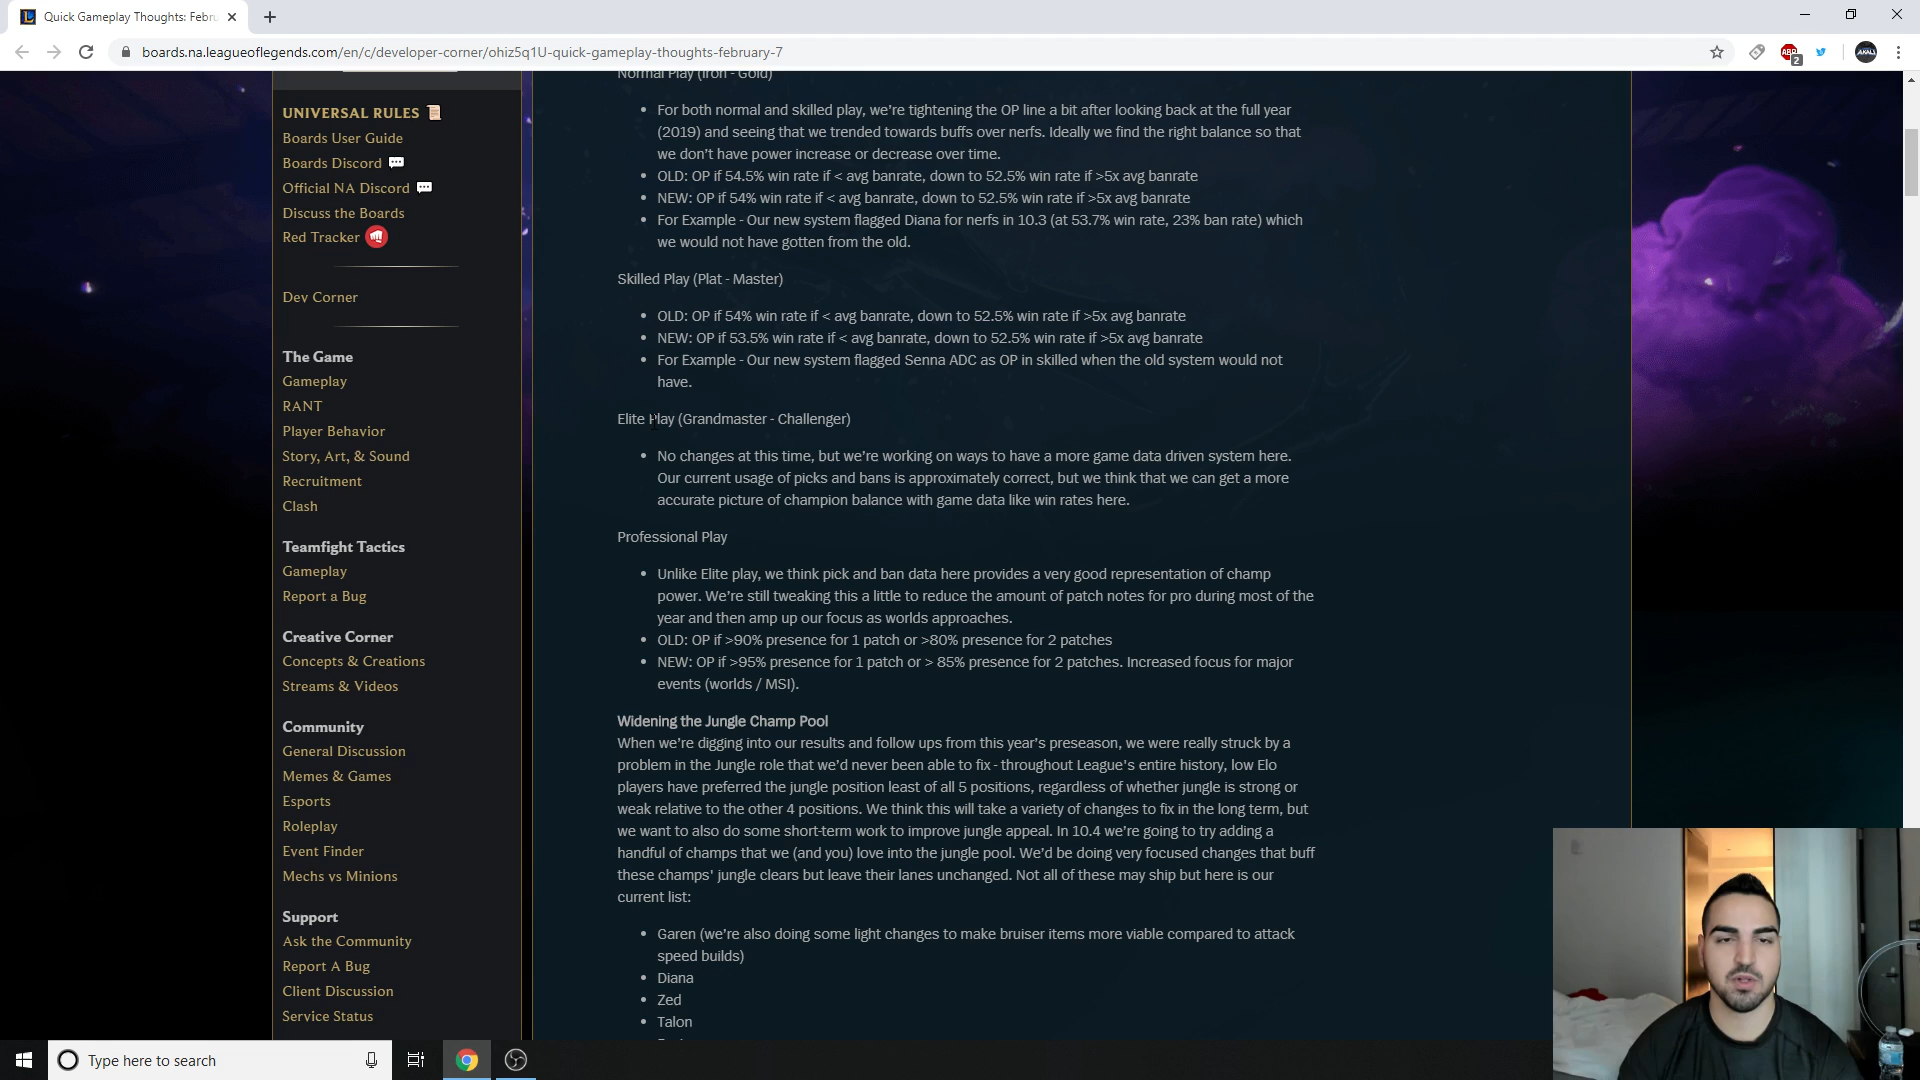 Quick Gameplay Thoughts: Febru
boards.na.leagueoflegends.com/en/c/developer-corner/ohiz5q1U-quick-gameplay-thoughts-february-7
ABP
2
UNIVERSAL RULES
Boards User Guide
Boards Discord
Official NA Discord
Discuss the Boards
Red Tracker
Dev Corner
The Game
Gameplay
RANT
Player Behavior
Story, Art, & Sound
Recruitment
Clash
Teamfight Tactics
Gameplay
Report a Bug
Creative Corner
Concepts & Creations
Streams & Videos
Community
General Discussion
Memes & Games
Esports
Roleplay
Event Finder
Mechs vs Minions
Support
Ask the Community
Report A Bug
Client Discussion
Service Status
Normal Play (Iron - Gold)
• For both normal and skilled play, we're tightening the OP line a bit after looking back at the full year
(2019) and seeing that we trended towards buffs over nerfs. Ideally we find the right balance so that
we don't have power increase or decrease over time.
• OLD: OP if 54.5% win rate if < avg banrate, down to 52.5% win rate if >5x avg banrate
• NEW: OP if 54% win rate if < avg banrate, down to 52.5% win rate if >5x avg banrate
• For Example - Our new system flagged Diana for nerfs in 10.3 (at 53.7% win rate, 23% ban rate) which
we would not have gotten from the old.
Skilled Play (Plat - Master)
• OLD: OP if 54% win rate if < avg banrate, down to 52.5% win rate if >5x avg banrate
• NEW: OP if 53.5% win rate if < avg banrate, down to 52.5% win rate if >5x avg banrate
• For Example - Our new system flagged Senna ADC as OP in skilled when the old system would not
have.
Elite Play (Grandmaster - Challenger)
• No changes at this time, but we're working on ways to have a more game data driven system here.
Our current usage of picks and bans is approximately correct, but we think that we can get a more
accurate picture of champion balance with game data like win rates here.
Professional Play
• Unlike Elite play, we think pick and ban data here provides a very good representation of champ
power. We're still tweaking this a little to reduce the amount of patch notes for pro during most of the
year and then amp up our focus as worlds approaches.
• OLD: OP if >90% presence for 1 patch or >80% presence for 2 patches
• NEW: OP if >95% presence for 1 patch or > 85% presence for 2 patches. Increased focus for major
events (worlds / MSI).
Widening the Jungle Champ Pool
When we're digging into our results and follow ups from this year's preseason, we were really struck by a
problem in the Jungle role that we'd never been able to fix - throughout League's entire history, low Elo
players have preferred the jungle position least of all 5 positions, regardless of whether jungle is strong or
weak relative to the other 4 positions. We think this will take a variety of changes to fix in the long term, but
we want to also do some short-term work to improve jungle appeal. In 10.4 we're going to try adding a
handful of champs that we (and you) love into the jungle pool. We'd be doing very focused changes that buff
these champs' jungle clears but leave their lanes unchanged. Not all of these may ship but here is our
current list:
• Garen (we're also doing some light changes to make bruiser items more viable compared to attack
speed builds)
• Diana
• Zed
• Talon
Type here to search